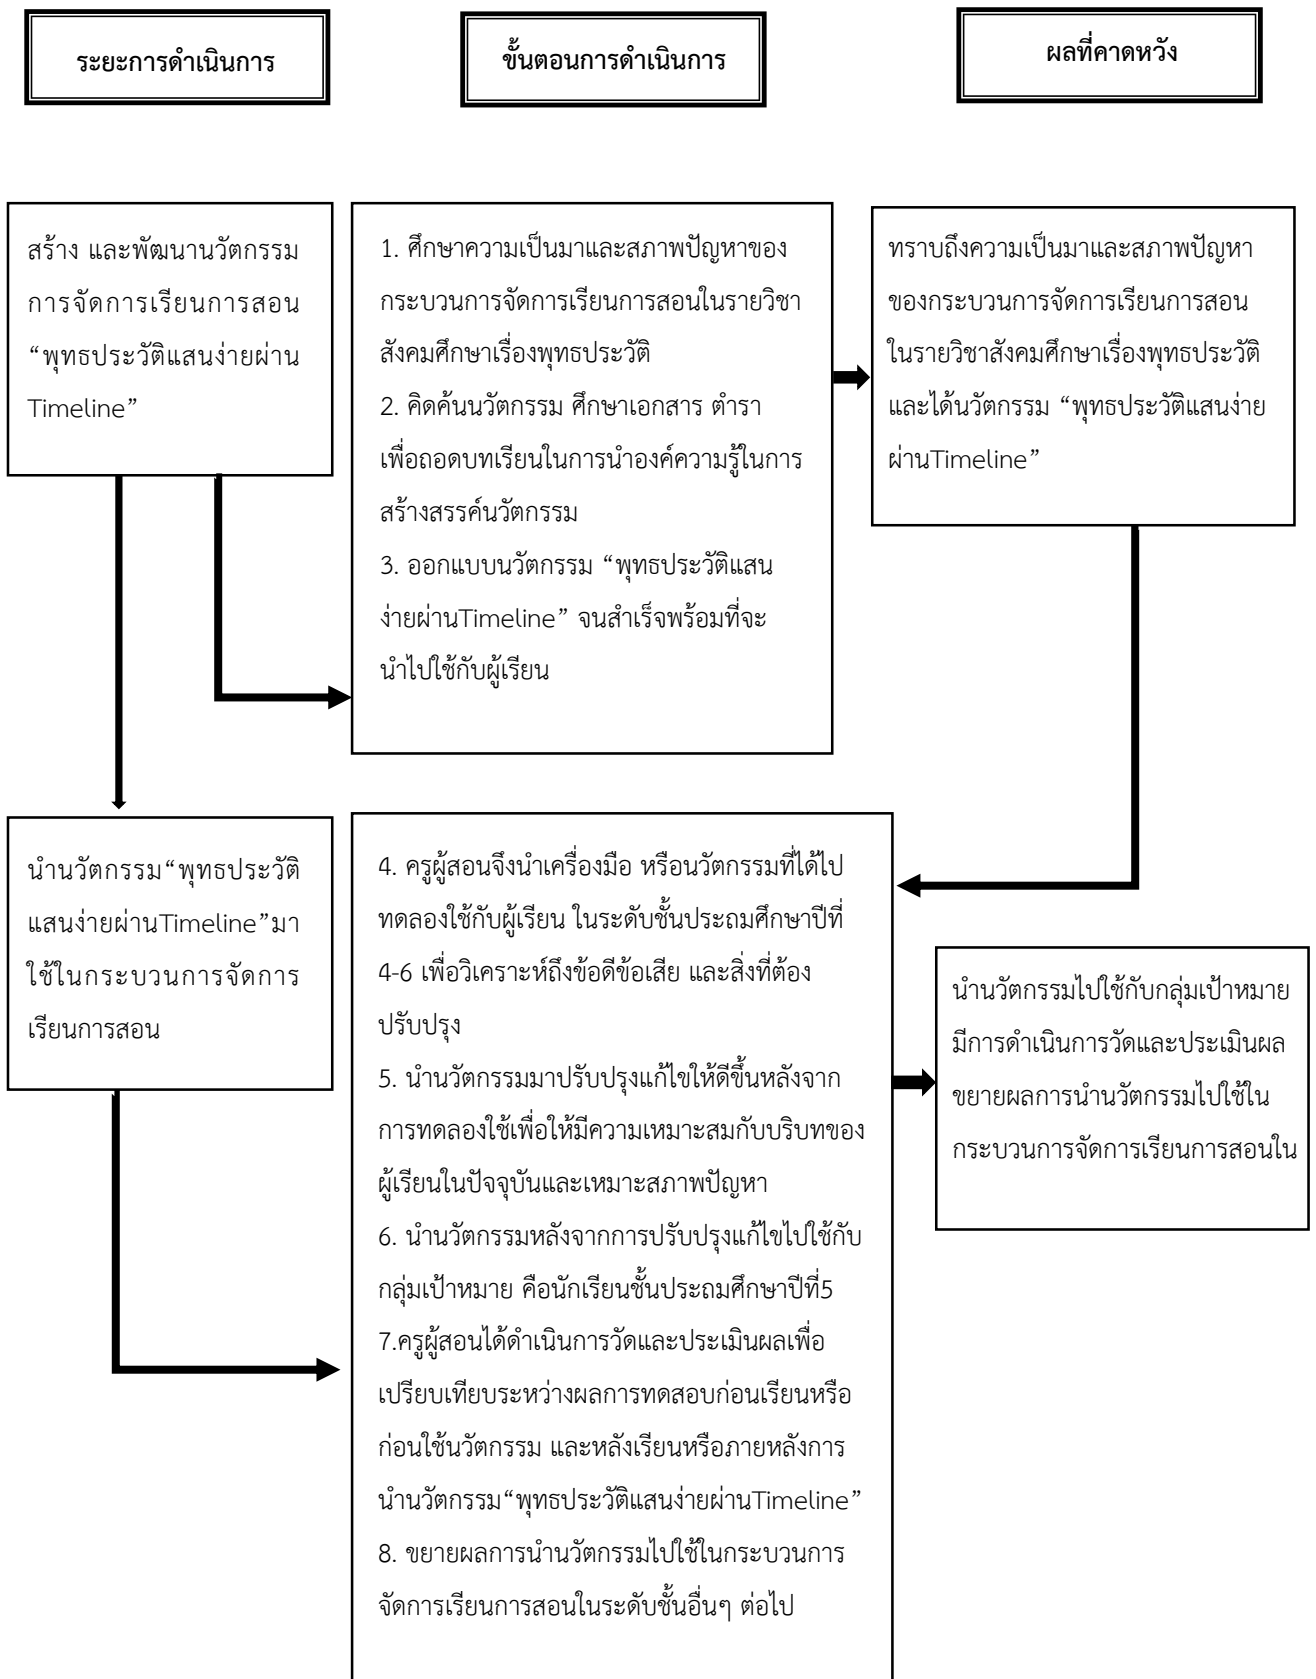 ระยะการดำเนินการ
ขั้นตอนการดำเนินการ
ผลที่คาดหวัง
สร้าง และพัฒนานวัตกรรม
การจัดการเรียนการสอน
“พุทธประวัติแสนง่ายผ่าน
Timeline”
1. ศึกษาความเป็นมาและสภาพปัญหาของ
กระบวนการจัดการเรียนการสอนในรายวิชา
สังคมศึกษาเรื่องพุทธประวัติ
2. คิดค้นนวัตกรรม ศึกษาเอกสาร ตำรา
เพื่อถอดบทเรียนในการนำองค์ความรู้ในการ
สร้างสรรค์นวัตกรรม
3. ออกแบบนวัตกรรม “พุทธประวัติแสน
ง่ายผ่านTimeline” จนสำเร็จพร้อมที่จะ
นำไปใช้กับผู้เรียน
ทราบถึงความเป็นมาและสภาพปัญหา
ของกระบวนการจัดการเรียนการสอน
ในรายวิชาสังคมศึกษาเรื่องพุทธประวัติ
และได้นวัตกรรม “พุทธประวัติแสนง่าย
ผ่านTimeline”
นำนวัตกรรม“พุทธประวัติ
แสนง่ายผ่านTimeline”มา
ใช้ในกระบวนการจัดการ
เรียนการสอน
4. ครูผู้สอนจึงนำเครื่องมือ หรือนวัตกรรมที่ได้ไป
ทดลองใช้กับผู้เรียน ในระดับชั้นประถมศึกษาปีที่
4-6 เพื่อวิเคราะห์ถึงข้อดีข้อเสีย และสิ่งที่ต้อง
ปรับปรุง
5. นำนวัตกรรมมาปรับปรุงแก้ไขให้ดีขึ้นหลังจาก
การทดลองใช้เพื่อให้มีความเหมาะสมกับบริบทของ
ผู้เรียนในปัจจุบันและเหมาะสภาพปัญหา
6. นำนวัตกรรมหลังจากการปรับปรุงแก้ไขไปใช้กับ
กลุ่มเป้าหมาย คือนักเรียนชั้นประถมศึกษาปีที่5
7.ครูผู้สอนได้ดำเนินการวัดและประเมินผลเพื่อ
เปรียบเทียบระหว่างผลการทดสอบก่อนเรียนหรือ
ก่อนใช้นวัตกรรม และหลังเรียนหรือภายหลังการ
นำนวัตกรรม“พุทธประวัติแสนง่ายผ่านTimeline”
8. ขยายผลการนำนวัตกรรมไปใช้ในกระบวนการ
จัดการเรียนการสอนในระดับชั้นอื่นๆ ต่อไป
นำนวัตกรรมไปใช้กับกลุ่มเป้าหมาย
มีการดำเนินการวัดและประเมินผล
ขยายผลการนำนวัตกรรมไปใช้ใน
กระบวนการจัดการเรียนการสอนใน